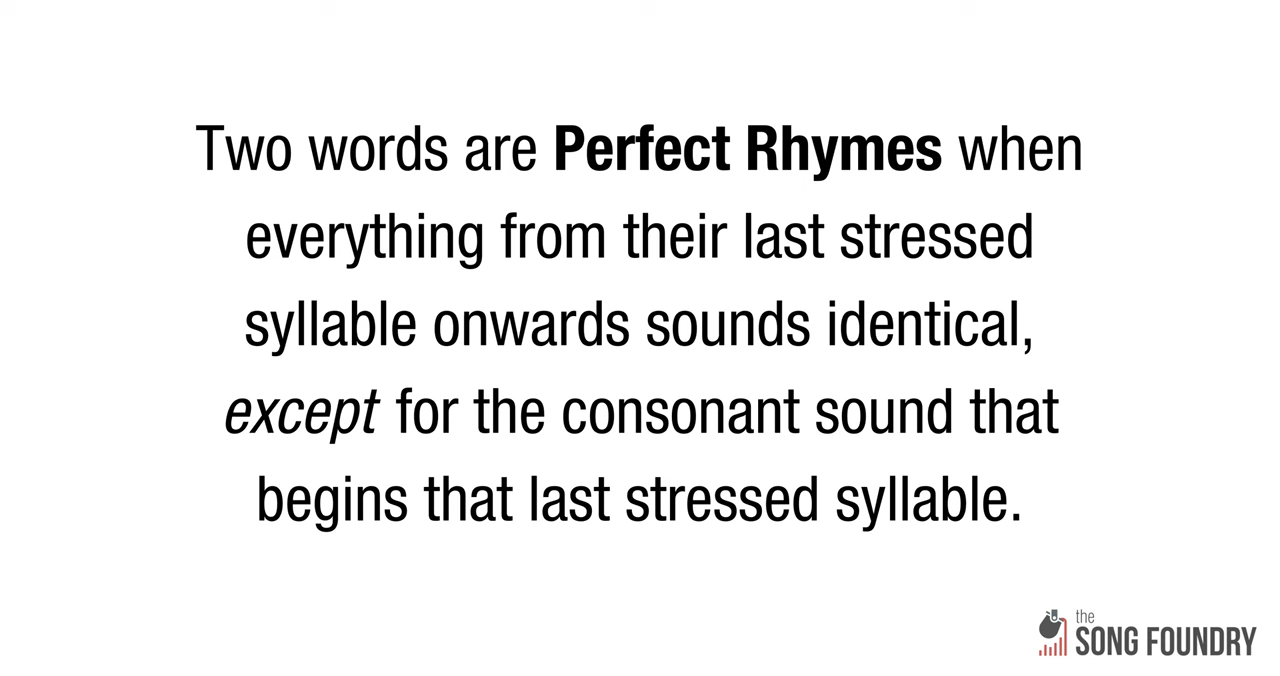 Two words are Perfect Rhymes when
everything from their last stressed
syllable onwards sounds identical,
except for the consonant sound that
begins that last stressed syllable.
the
SONG FOUNDRY